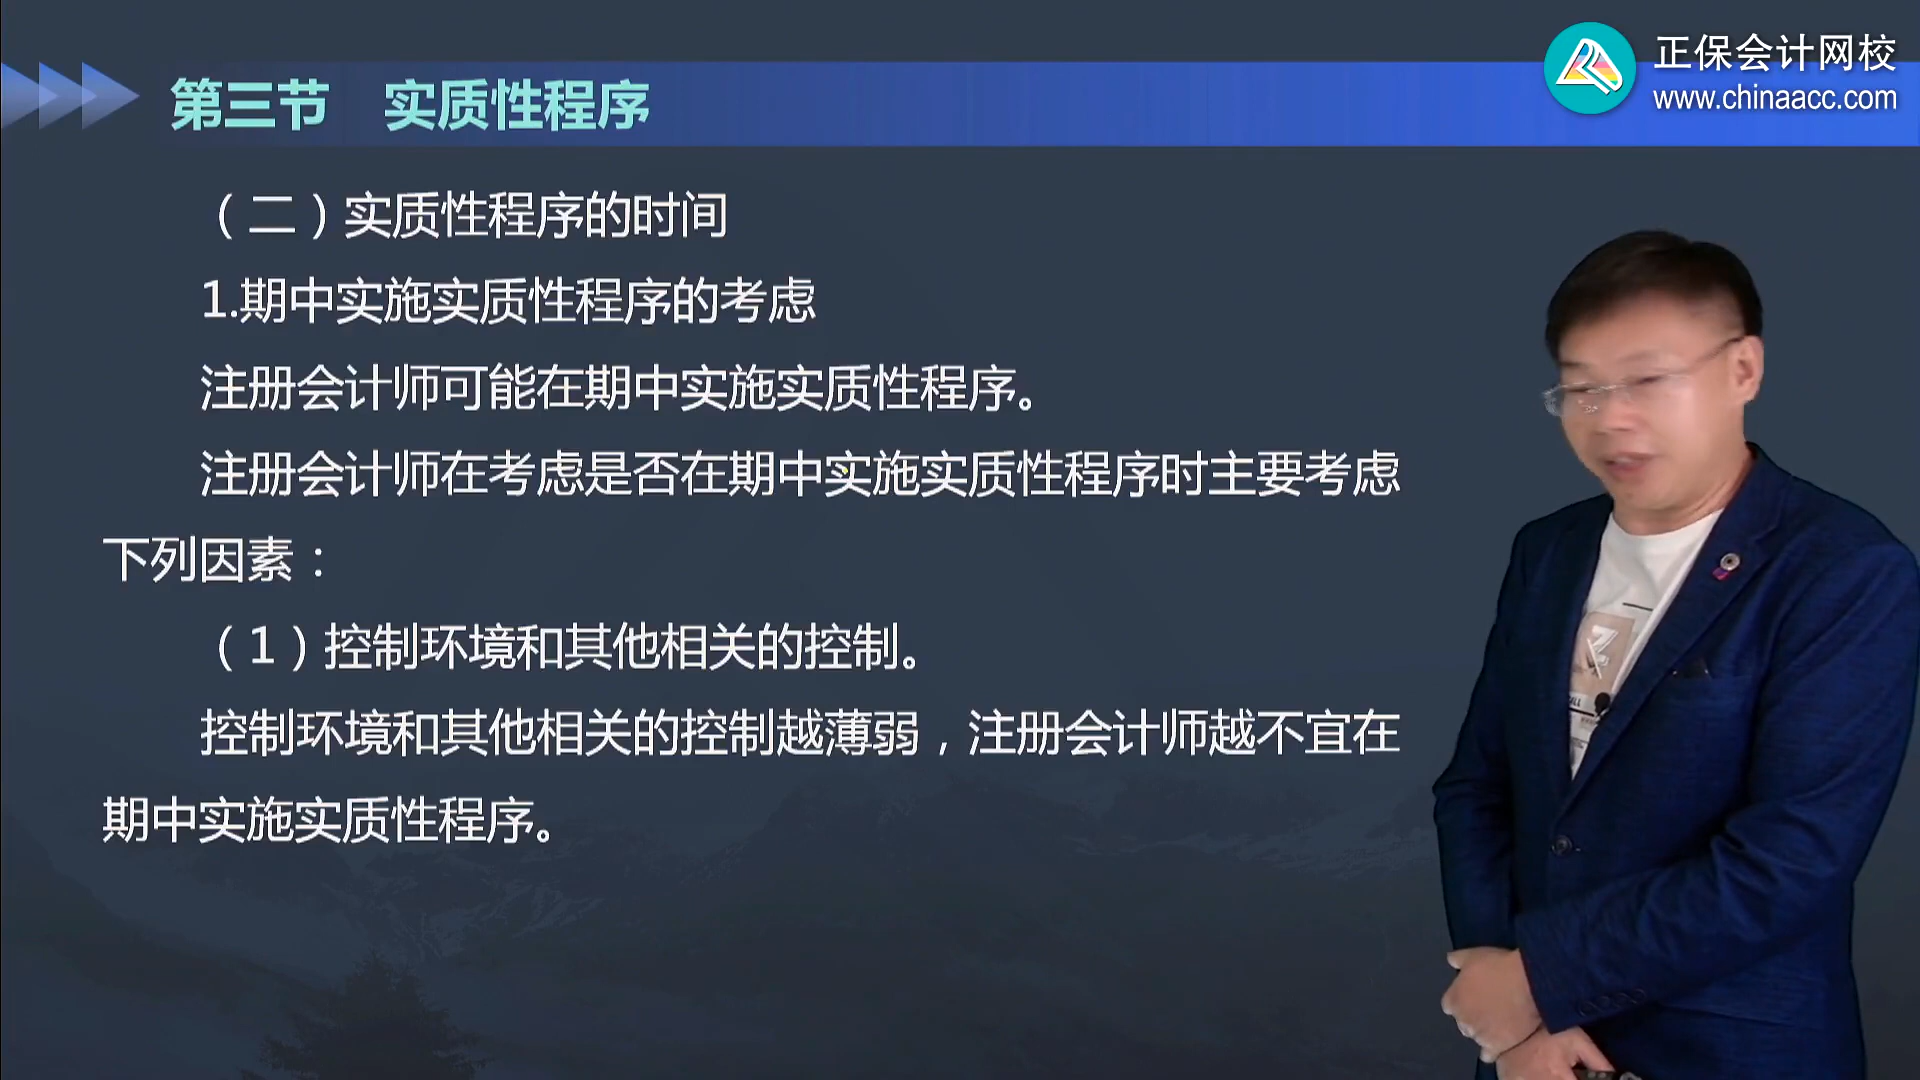 正保会计网校
www.chinaacc.com
第三节 实质性程序
（二）实质性程序的时间
1.期中实施实质性程序的考虑
注册会计师可能在期中实施实质性程序。
注册会计师在考虑是否在期中实施实质性程序时主要考虑
下列因素：
（1）控制环境和其他相关的控制。
控制环境和其他相关的控制越薄弱，注册会计师越不宜在
期中实施实质性程序。